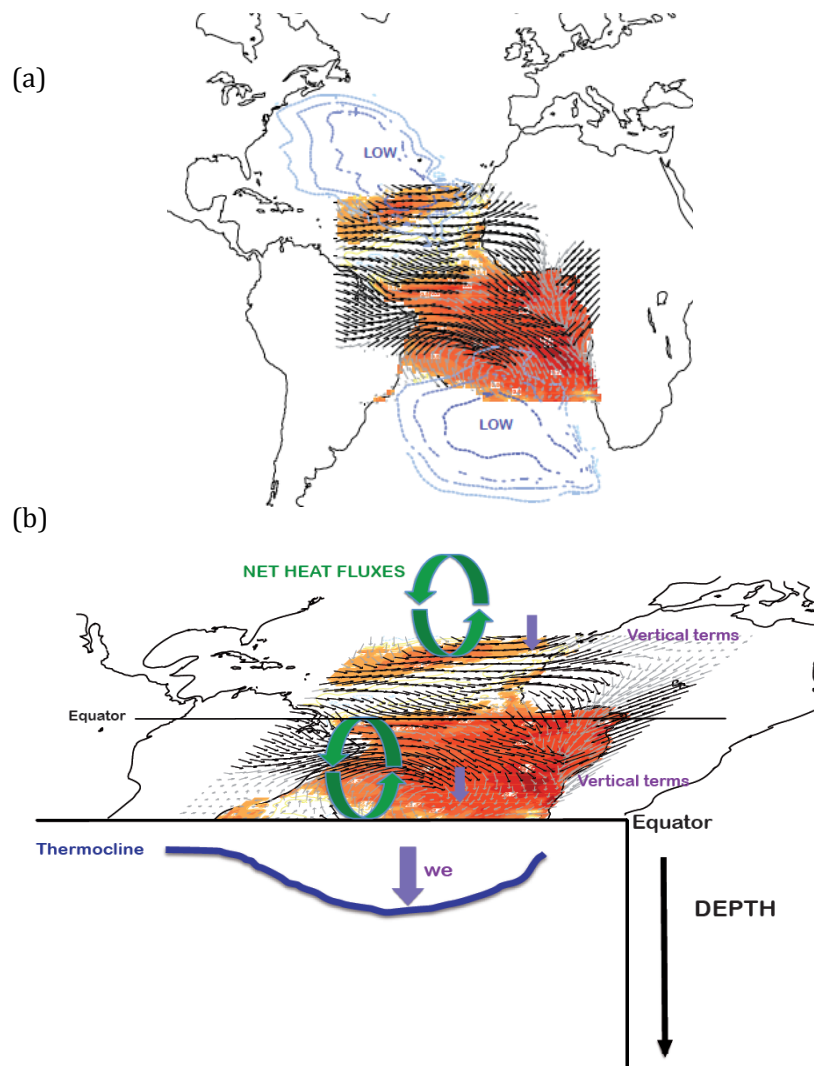 (a)
LOW
LOW
(b)
NET HEAT FLUXES
Vertical terms
Equator
Vertical terms
Equator
Thermocline
we
DEPTH